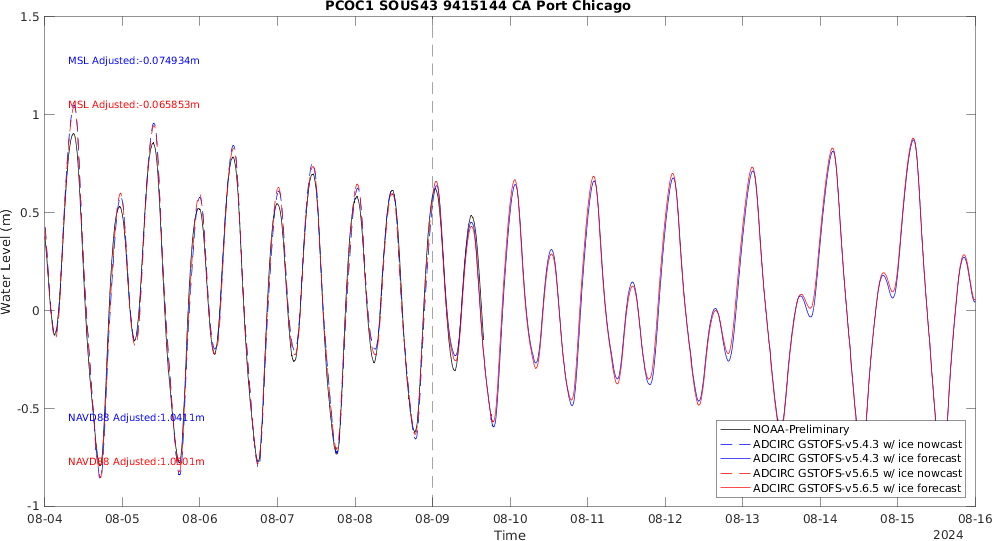 PCOC1 SOUS43 9415144 CA Port Chicago
1.5
1
0.5
0
-0.5
-1
Water Level (m)
MSL Adjusted:-0.074934m
MSL Adjusted:-0.065853m
NAVD88 Adjusted:1.0411m
NAVD88 Adjusted:
NOAA-Preliminary
ADCIRC GSTOFS-v5.4.3 w/ ice nowcast
ADCIRC GSTOFS-v5.4.3 w/ ice forecast
ADCIRC GSTOFS-v5.6.5 w/ ice nowcast
ADCIRC GSTOFS-v5.6.5 w/ ice forecast
08-04 08-05 08-06 08-07 08-08 08-09 08-10 08-11 08-12 08-13 08-14 08-15 08-16
Time
2024